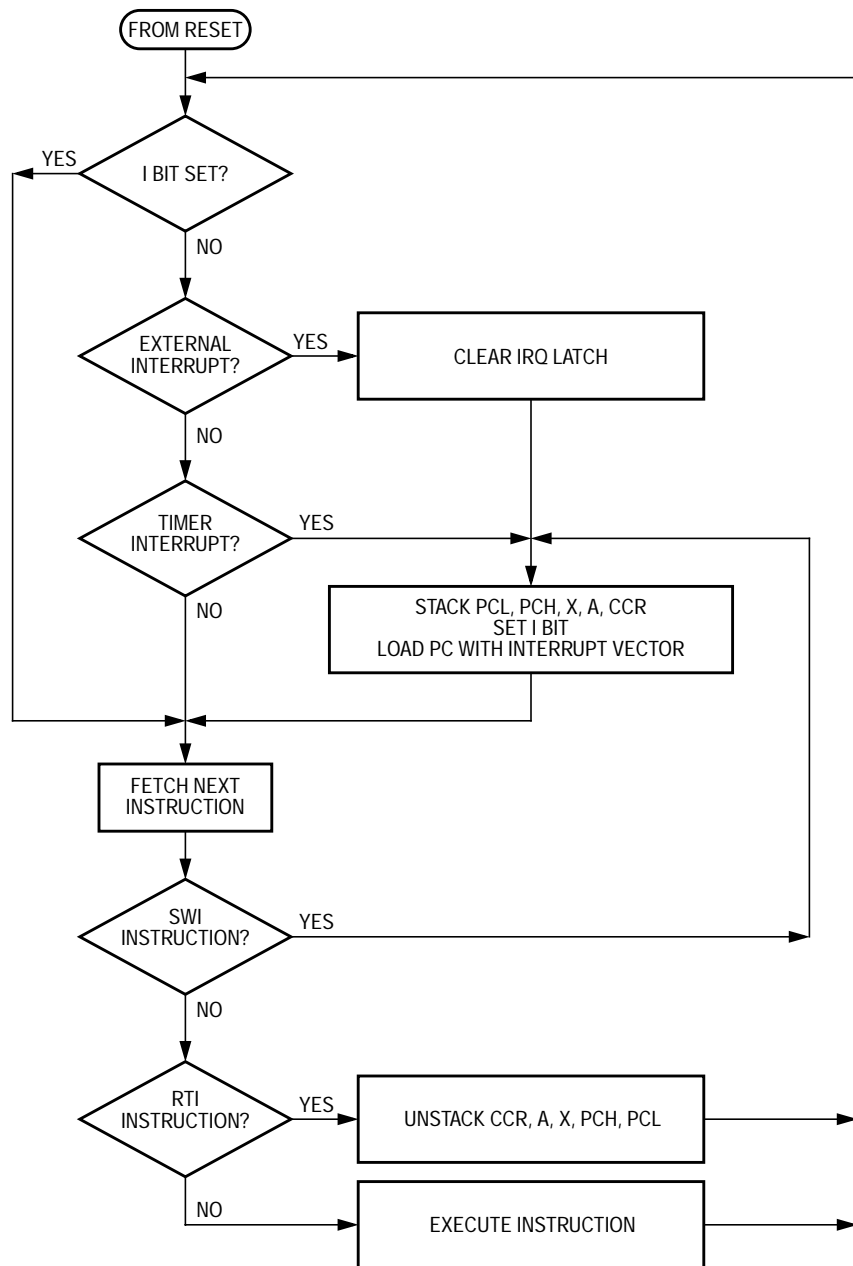 FROM RESET
YES
I BIT SET?
NO
EXTERNAL
INTERRUPT?
YES
CLEAR IRQ LATCH
NO
TIMER
INTERRUPT?
YES
NO
STACK PCL, PCH, X, A, CCR
SET I BIT
LOAD PC WITH INTERRUPT VECTOR
FETCH NEXT
INSTRUCTION
SWI
INSTRUCTION?
YES
NO
RTI
INSTRUCTION?
YES
UNSTACK CCR, A, X, PCH, PCL
NO
EXECUTE INSTRUCTION